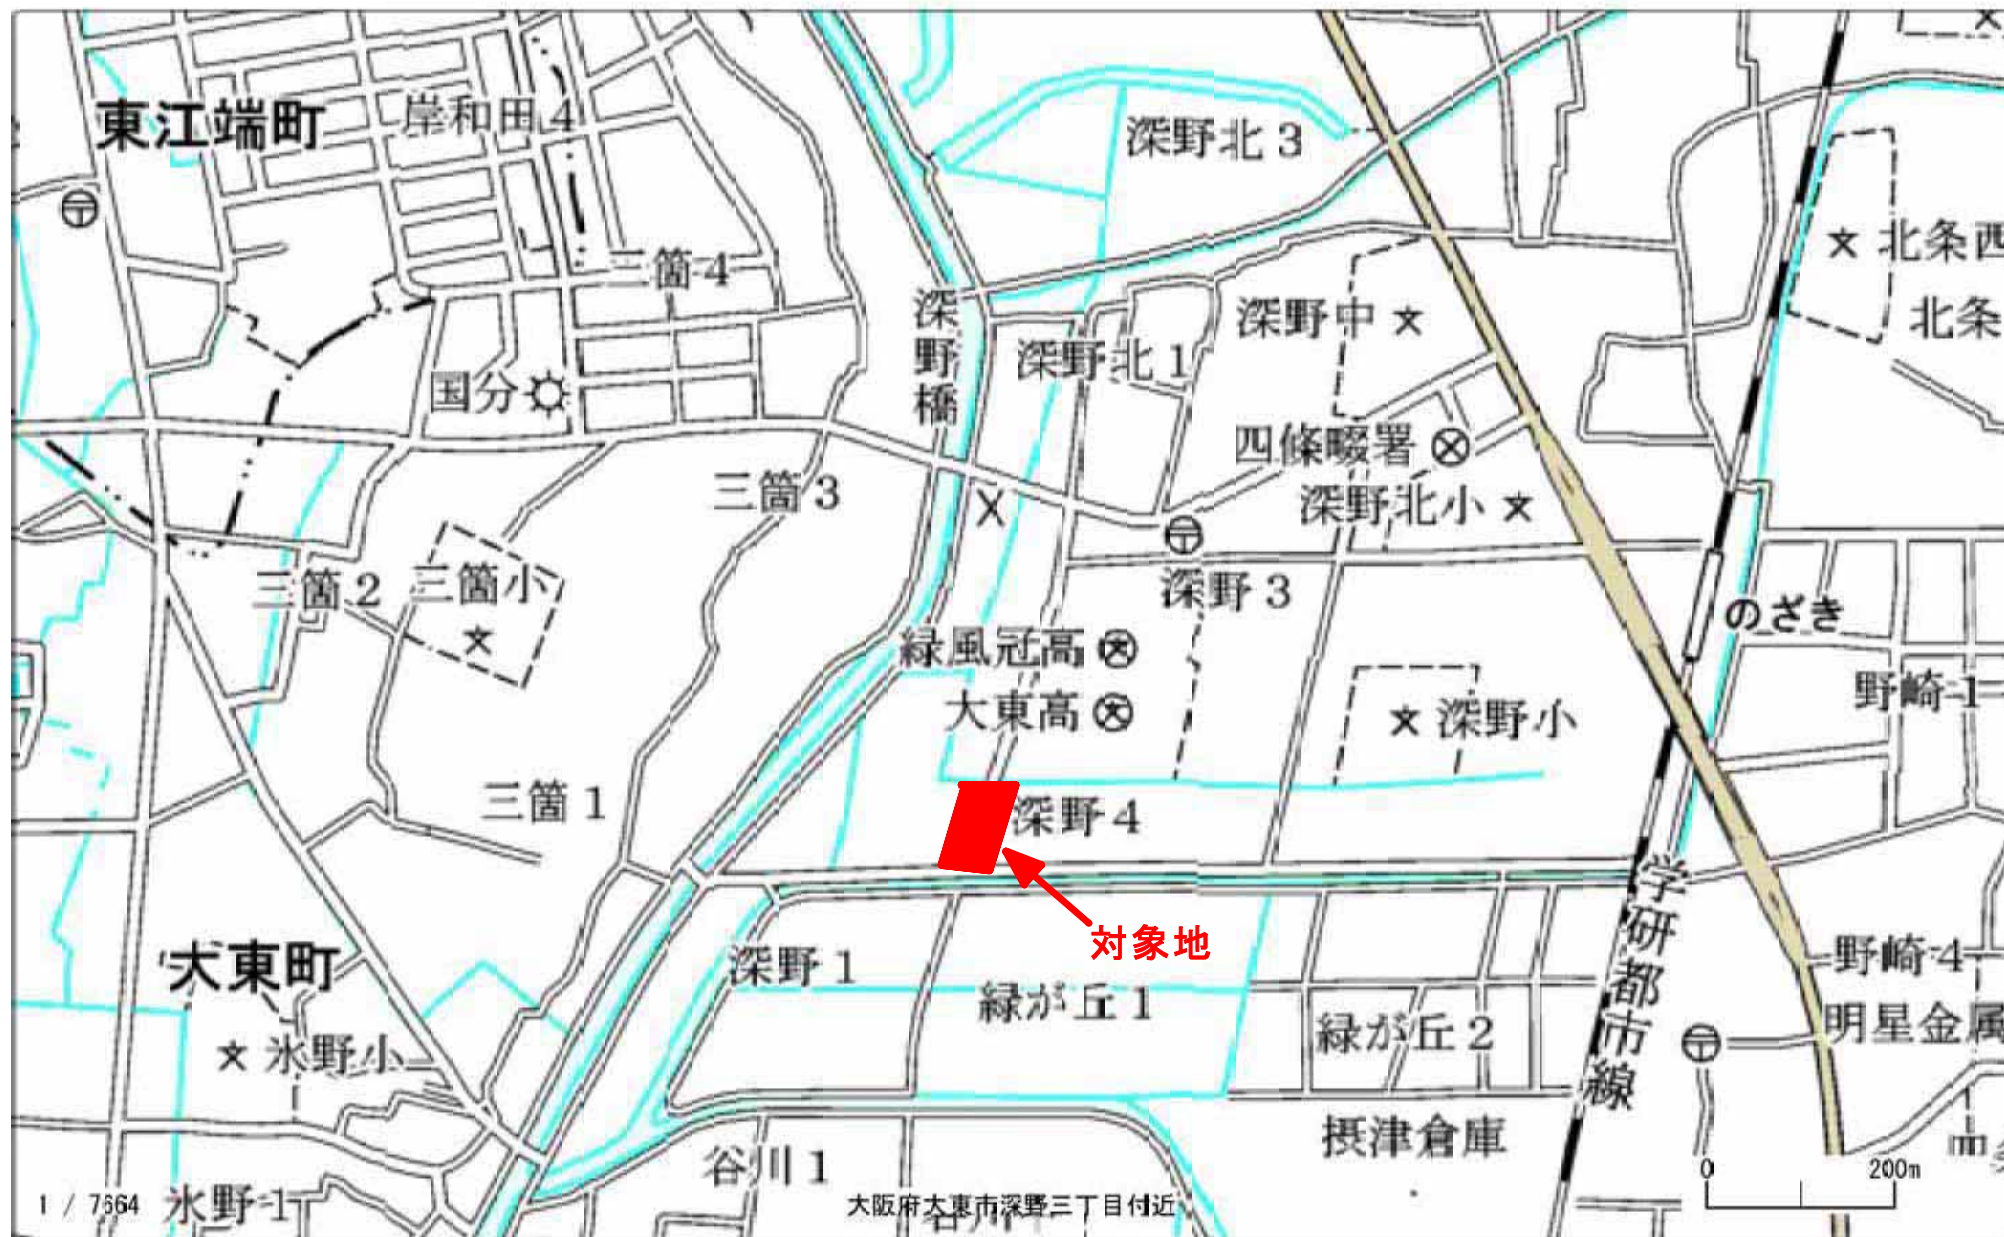 東江端町
岸和田4
深野北3
三箇4
北条西
北条
深野橋
深野中
深野北1
国分
四條畷署
三箇3
深野北小
三箇2
三箇小
深野3
のざき
緑風冠高
野崎1
大東高
深野小
三箇1
深野4
学研都市線
対象地
大東町
深野1
野崎4
緑が丘1
明星金属
緑が丘2
氷野小
摂津倉庫
谷川1
0 200m
氷野1
1 / 7664
大阪府大東市深野三丁目付近